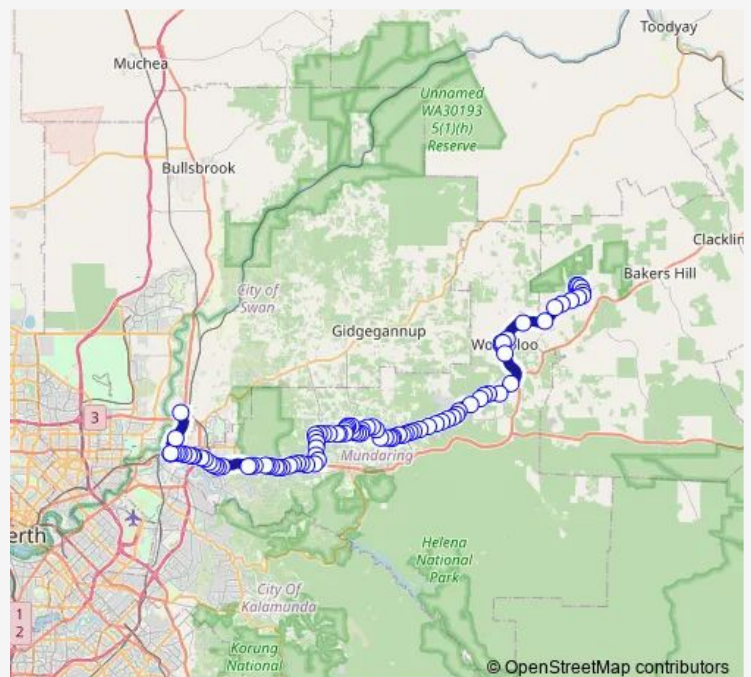 Toodyay
Muchea
Unnamed
WA30193
5(1)(h)
Reserve
Bullsbrook
Clacklin
Bakers Hill
City of
Swan
Gidgegannup
3
Mundaring
erth
Helena
National
Park
City Of
Kalamunda
1
2
Korung
National
© OpenStreetMap contributors